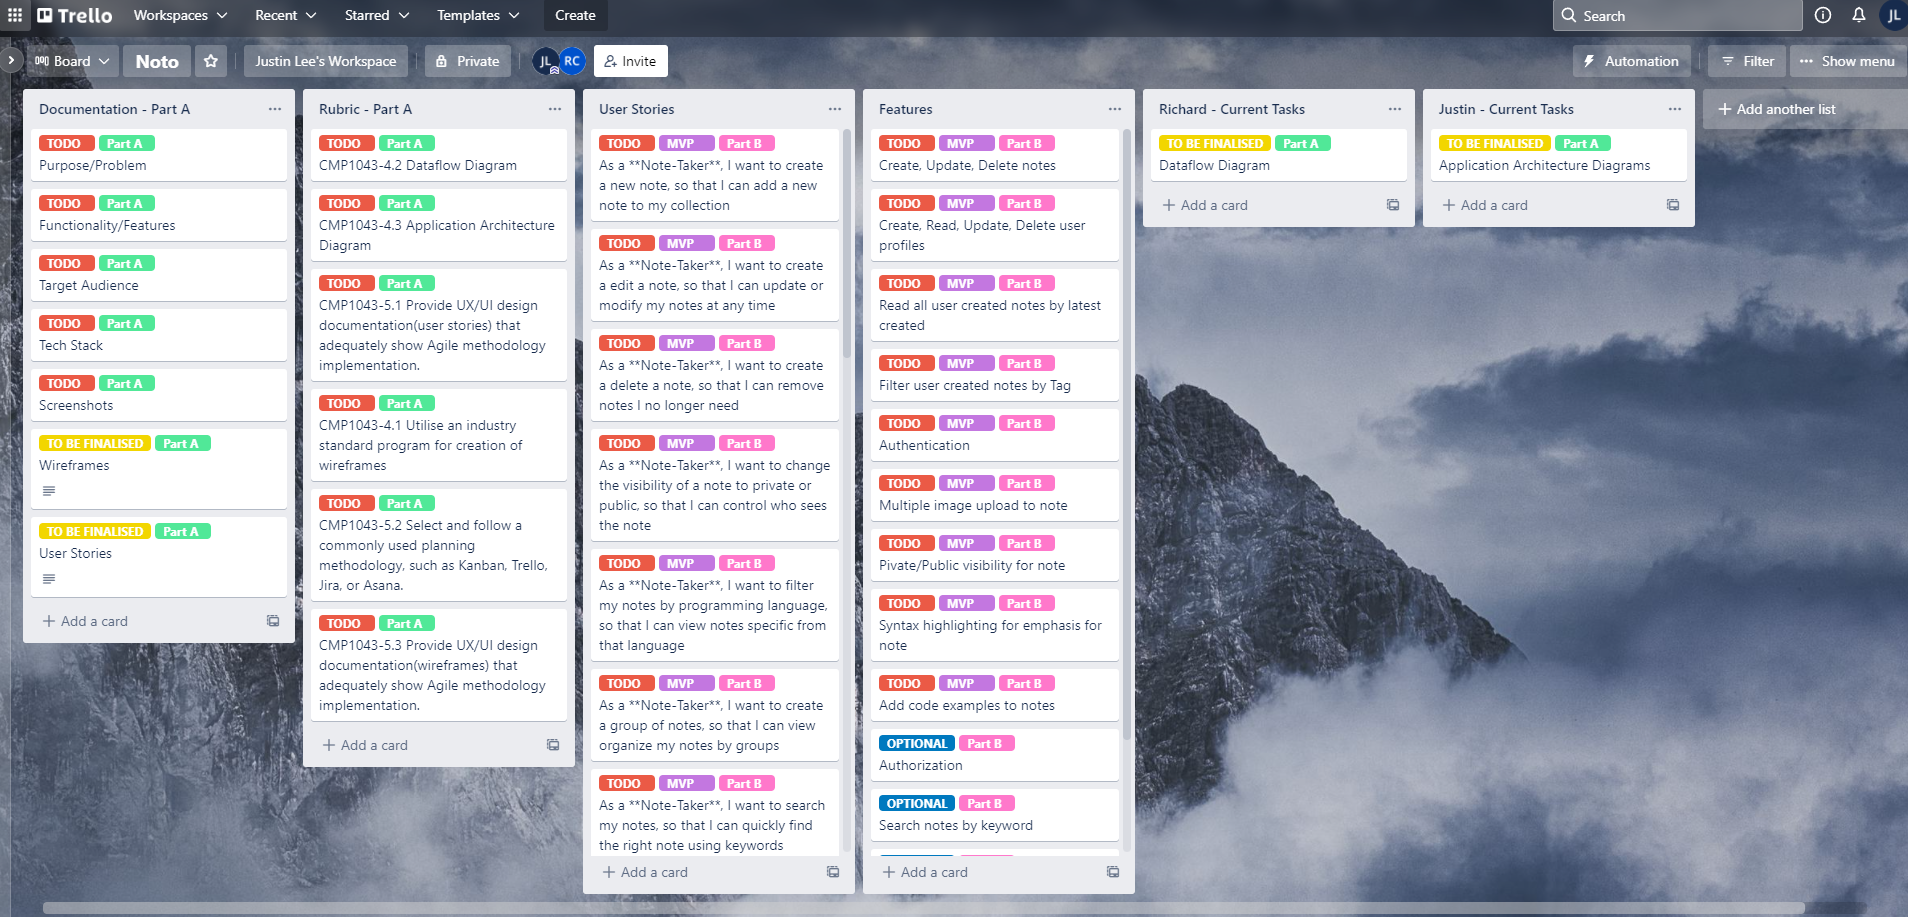 Trello
Workspaces
Recent
Starred
Templates
Create
Search
JL
Board
Noto
Justin Lee's Workspace
Private
JL
RC
Invite
Automation
Filter
Show menu
Documentation - Part A
TODO Part A
Purpose/Problem
TODO Part A
Functionality/Features
TODO Part A
Target Audience
TODO Part A
Tech Stack
TODO Part A
Screenshots
TO BE FINALISED Part A
Wireframes
TO BE FINALISED Part A
User Stories
+ Add a card
Rubric - Part A
TODO Part A
CMP1043-4.2 Dataflow Diagram
TODO Part A
CMP1043-4.3 Application Architecture
Diagram
TODO Part A
CMP1043-5.1 Provide UX/UI design
documentation(user stories) that
adequately show Agile methodology
implementation.
TODO Part A
CMP1043-4.1 Utilise an industry
standard program for creation of
wireframes
TODO Part A
CMP1043-5.2 Select and follow a
commonly used planning
methodology, such as Kanban, Trello,
Jira, or Asana.
TODO Part A
CMP1043-5.3 Provide UX/UI design
documentation(wireframes) that
adequately show Agile methodology
implementation.
+ Add a card
User Stories
TODO MVP Part B
As a **Note-Taker**, I want to create
a new note, so that I can add a new
note to my collection
TODO MVP Part B
As a **Note-Taker**, I want to create
a edit a note, so that I can update or
modify my notes at any time
TODO MVP Part B
As a **Note-Taker**, I want to create
a delete a note, so that I can remove
notes I no longer need
TODO MVP Part B
As a **Note-Taker**, I want to change
the visibility of a note to private or
public, so that I can control who sees
the note
TODO MVP Part B
As a **Note-Taker**, I want to filter
my notes by programming language,
so that I can view notes specific from
that language
TODO MVP Part B
As a **Note-Taker**, I want to create
a group of notes, so that I can view
organize my notes by groups
TODO MVP Part B
As a **Note-Taker**, I want to search
my notes, so that I can quickly find
the right note using keywords
+ Add a card
Features
TODO MVP Part B
Create, Update, Delete notes
TODO MVP Part B
Create, Read, Update, Delete user
profiles
TODO MVP Part B
Read all user created notes by latest
created
TODO MVP Part B
Filter user created notes by Tag
TODO MVP Part B
Authentication
TODO MVP Part B
Multiple image upload to note
TODO MVP Part B
Pivate/Public visibility for note
TODO MVP Part B
Syntax highlighting for emphasis for
note
TODO MVP Part B
Add code examples to notes
OPTIONAL Part B
Authorization
OPTIONAL Part B
Search notes by keyword
+ Add a card
Richard - Current Tasks
TO BE FINALISED Part A
Dataflow Diagram
+ Add a card
Justin - Current Tasks
TO BE FINALISED Part A
Application Architecture Diagrams
+ Add a card
+ Add another list